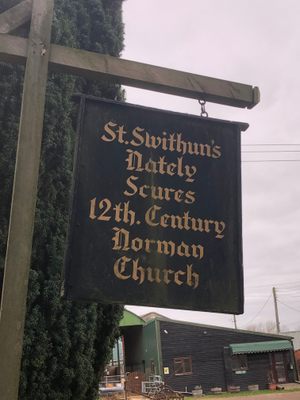 St. Swithun's
Nately
Scures
12th. Century
Norman
Church